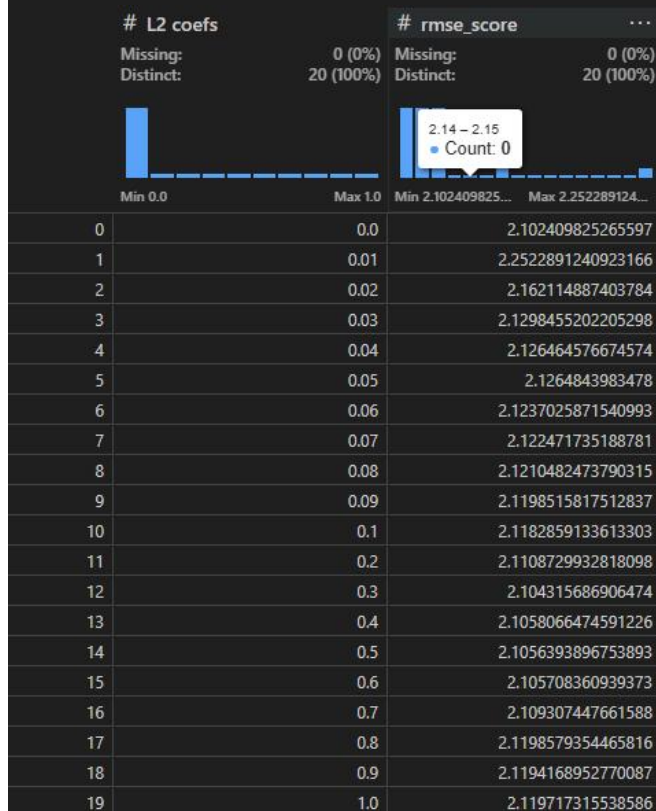 # L2 coefs # rmse_score ...
Missing: 0 (0%) Missing: 0 (0%)
Distinct: 20 (100%) Distinct: 20 (100%)
2.14 – 2.15
Count: 0
Min 0.0 Max 1.0 Min 2.102409825... Max 2.252289124...
0 0.0 2.102409825265597
1 0.01 2.2522891240923166
2 0.02 2.162114887403784
3 0.03 2.1298455202205298
4 0.04 2.126464576674574
5 0.05 2.1264843983478
6 0.06 2.1237025871540993
7 0.07 2.122471735188781
8 0.08 2.1210482473790315
9 0.09 2.1198515817512837
10 0.1 2.1182859133613303
11 0.2 2.1108729932818098
12 0.3 2.104315686906474
13 0.4 2.1058066474591226
14 0.5 2.1056393896753893
15 0.6 2.105708360939373
16 0.7 2.109307447661588
17 0.8 2.1198579354465816
18 0.9 2.1194168952770087
19 1.0 2.119717315538586